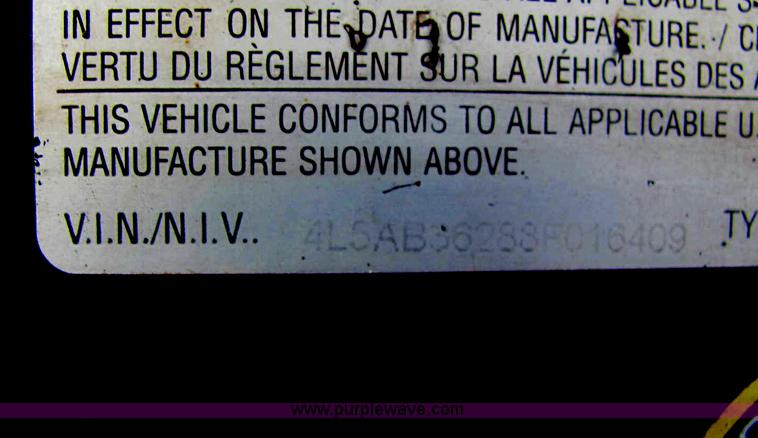 IN EFFECT ON THE DATE OF MANUFACTURE. / 
VERTU DU RÈGLEMENT SUR LA VÉHICULES DES
THIS VEHICLE CONFORMS TO ALL APPLICABLE U.
MANUFACTURE SHOWN ABOVE.
V.I.N./N.I.V.. 4L5AB36288F016409 TY
www.purplewave.com